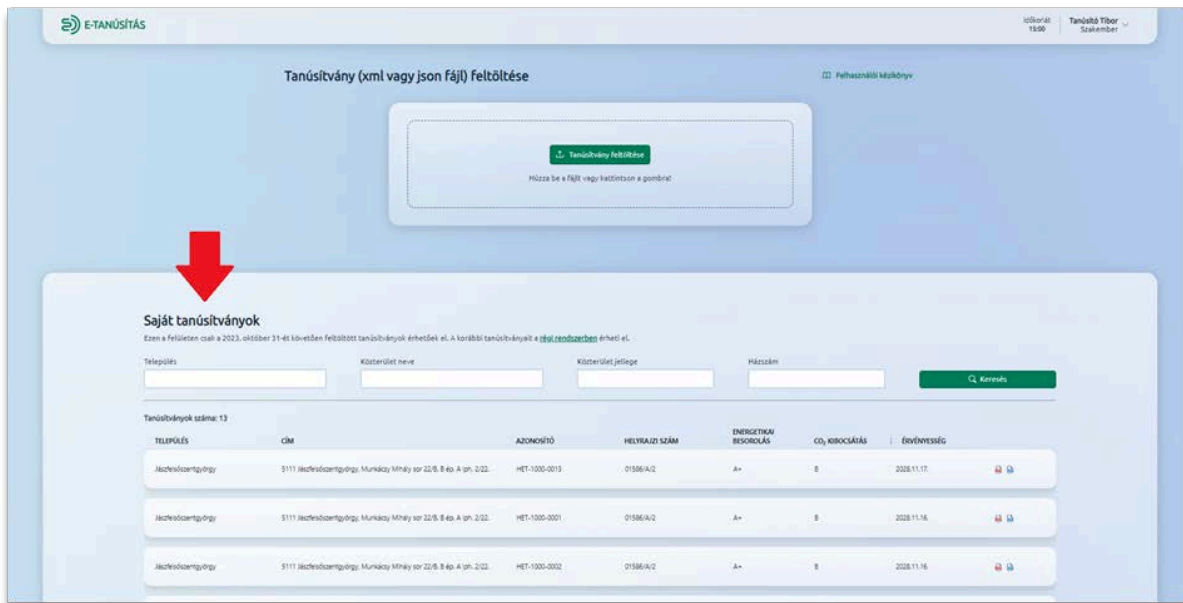 E-TANÚSÍTÁS
Időkorlát
15:00
Tanúsító Tibor
Szakember
Tanúsítvány (xml vagy json fájl) feltöltése
Felhasználói kézikönyv
Tanúsítvány feltöltése
Húzza be a fájlt vagy kattintson a gombra!
Saját tanúsítványok
Ezen a felületen csak a 2023. október 31-ét követően feltöltött tanúsítványok érhetőek el. A korábbi tanúsítványait a régi rendszerben érheti el.
Település Közterület neve Közterület jellege Házszám
Keresés
Tanúsítványok száma: 13
TELEPÜLÉS CÍM AZONOSÍTÓ HELYRAJZI SZÁM ENERGETIKAI BESOROLÁS CO₂ KIBOCSÁTÁS ÉRVÉNYESSÉG
Jászfelsőszentgyörgy 5111 Jászfelsőszentgyörgy, Munkácsy Mihály sor 22/B. B ép. A lph. 2/22. HET-1000-0013 01586/A/2 A+ B 2028.11.17.
Jászfelsőszentgyörgy 5111 Jászfelsőszentgyörgy, Munkácsy Mihály sor 22/B. B ép. A lph. 2/22. HET-1000-0001 01586/A/2 A+ B 2028.11.16.
Jászfelsőszentgyörgy 5111 Jászfelsőszentgyörgy, Munkácsy Mihály sor 22/B. B ép. A lph. 2/22. HET-1000-0002 01586/A/2 A+ B 2028.11.16.